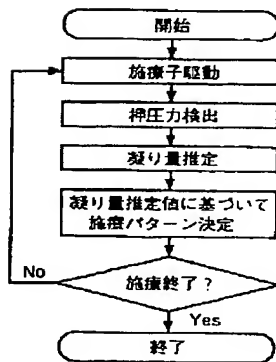 開始
施療子駆動
押圧力検出
凝り量推定
凝り量推定値に基づいて
施療パターン決定
施療終了?
No
Yes
終了